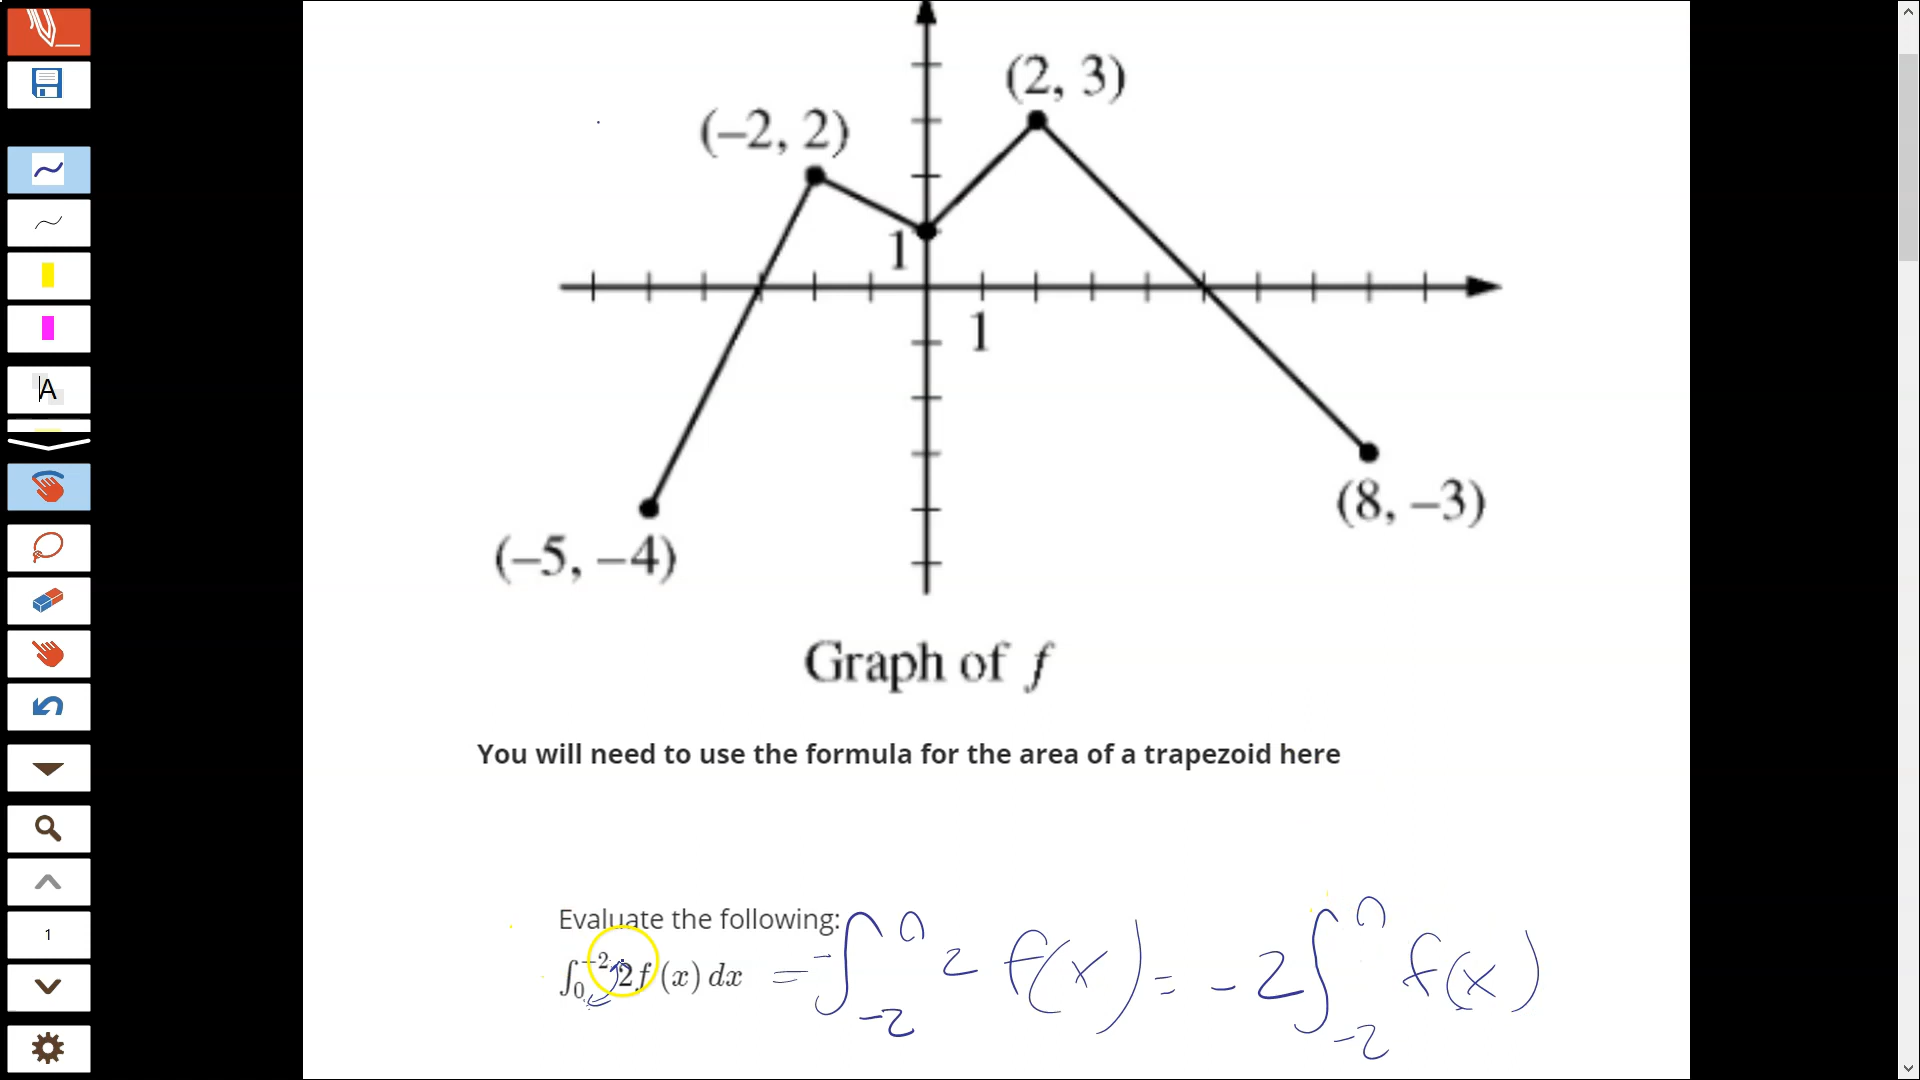 (2, 3)
(–2, 2)
1
1
(8, –3)
(–5, –4)
Graph of f
You will need to use the formula for the area of a trapezoid here
Evaluate the following:
∫₀⁻² 2f (x) dx = -∫₋₂⁰ 2 f(x) = -2∫₋₂⁰ f(x)
A
1